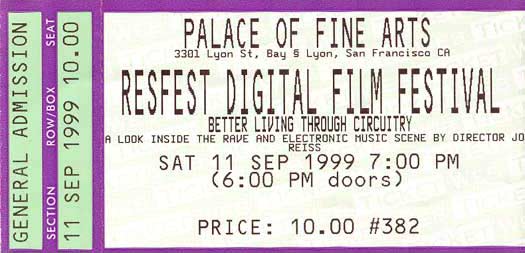 GENERAL ADMISSION
SECTION ROW/BOX SEAT
11 SEP 1999 10.00
PALACE OF FINE ARTS
3301 Lyon St, Bay & Lyon, San Francisco CA
RESFEST DIGITAL FILM FESTIVAL
BETTER LIVING THROUGH CIRCUITRY
A LOOK INSIDE THE RAVE AND ELECTRONIC MUSIC SCENE BY DIRECTOR JO
REISS
SAT 11 SEP 1999 7:00 PM
(6:00 PM doors)
PRICE: 10.00 #382